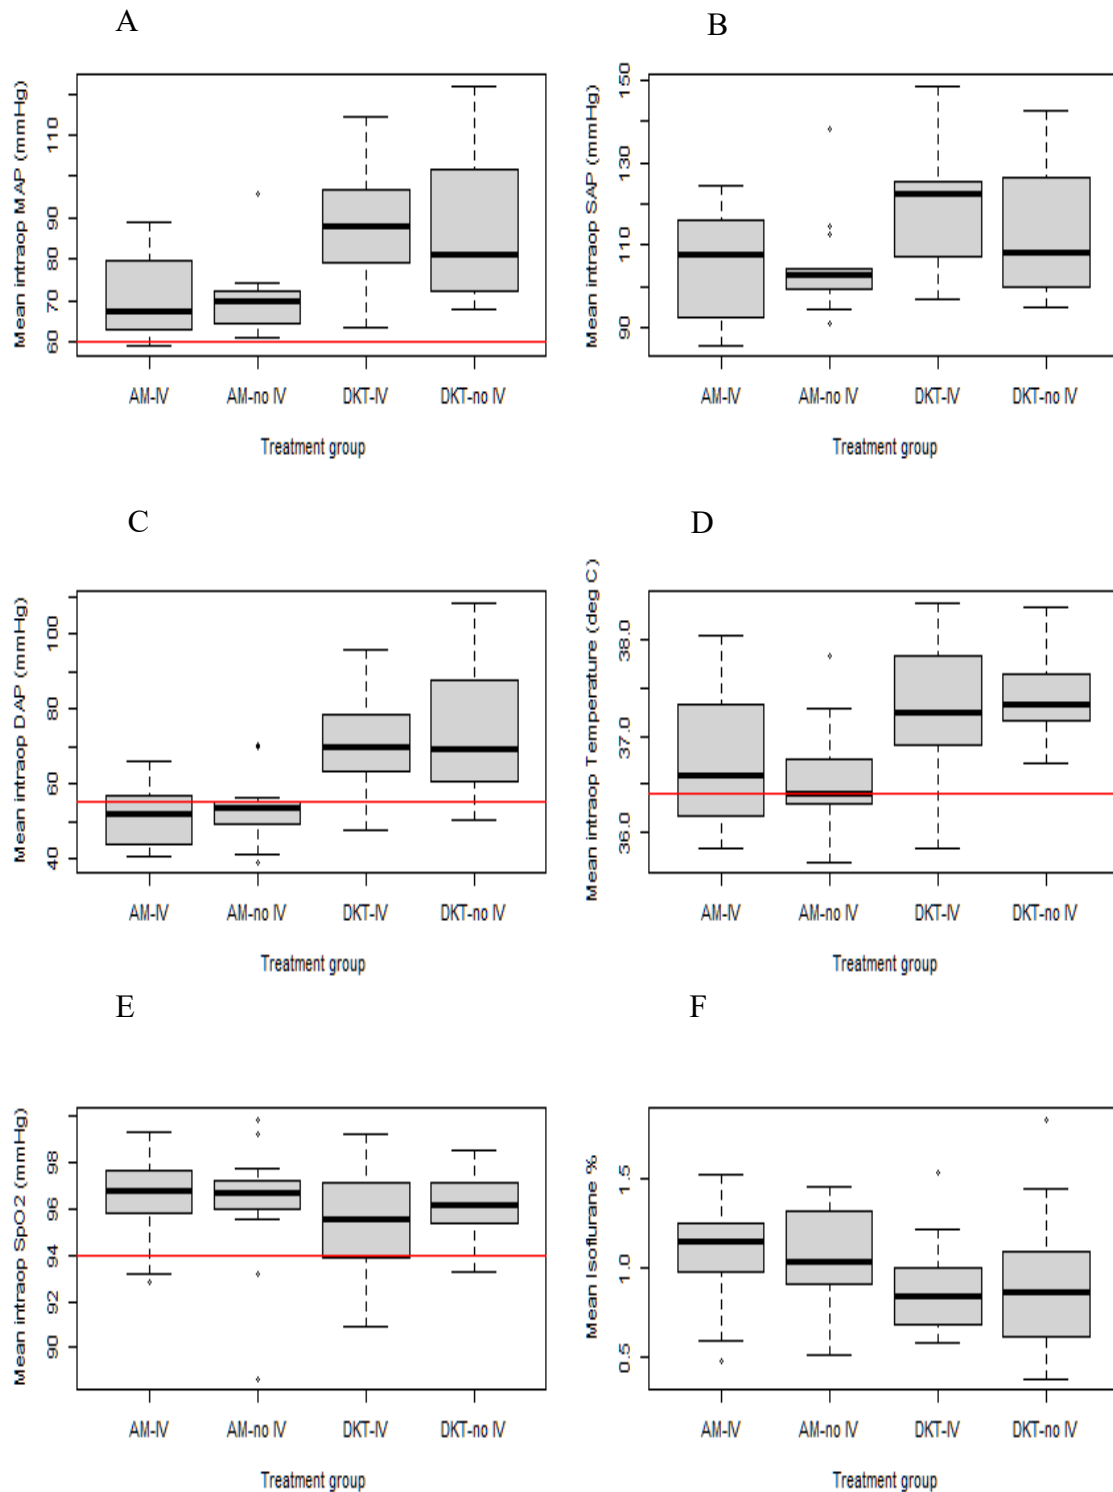 A
B
Mean intraop MAP (mmHg)
110
90
80
70
60
AM-IV
AM-no IV
DKT-IV
DKT-no IV
Treatment group
Mean intraop SAP (mmHg)
150
130
110
90
AM-IV
AM-no IV
DKT-IV
DKT-no IV
Treatment group
C
D
Mean intraop DAP (mmHg)
100
80
60
40
AM-IV
AM-no IV
DKT-IV
DKT-no IV
Treatment group
Mean intraop Temperature (deg C)
38.0
37.0
36.0
AM-IV
AM-no IV
DKT-IV
DKT-no IV
Treatment group
E
F
Mean intraop SpO2 (mmHg)
98
96
94
92
90
AM-IV
AM-no IV
DKT-IV
DKT-no IV
Treatment group
Mean Isoflurane %
1.5
1.0
0.5
AM-IV
AM-no IV
DKT-IV
DKT-no IV
Treatment group